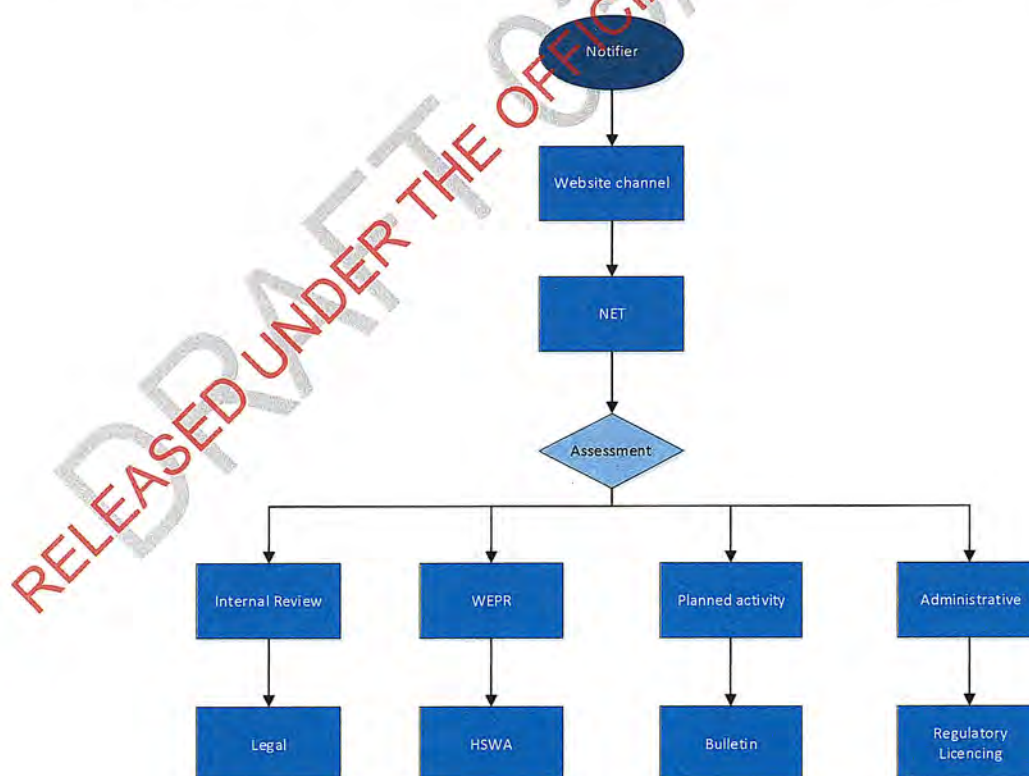 Notifier
Website channel
NET
Assessment
Internal Review
WEPR
Planned activity
Administrative
Legal
HSWA
Bulletin
Regulatory
Licencing
DRAFT
RELEASED UNDER THE